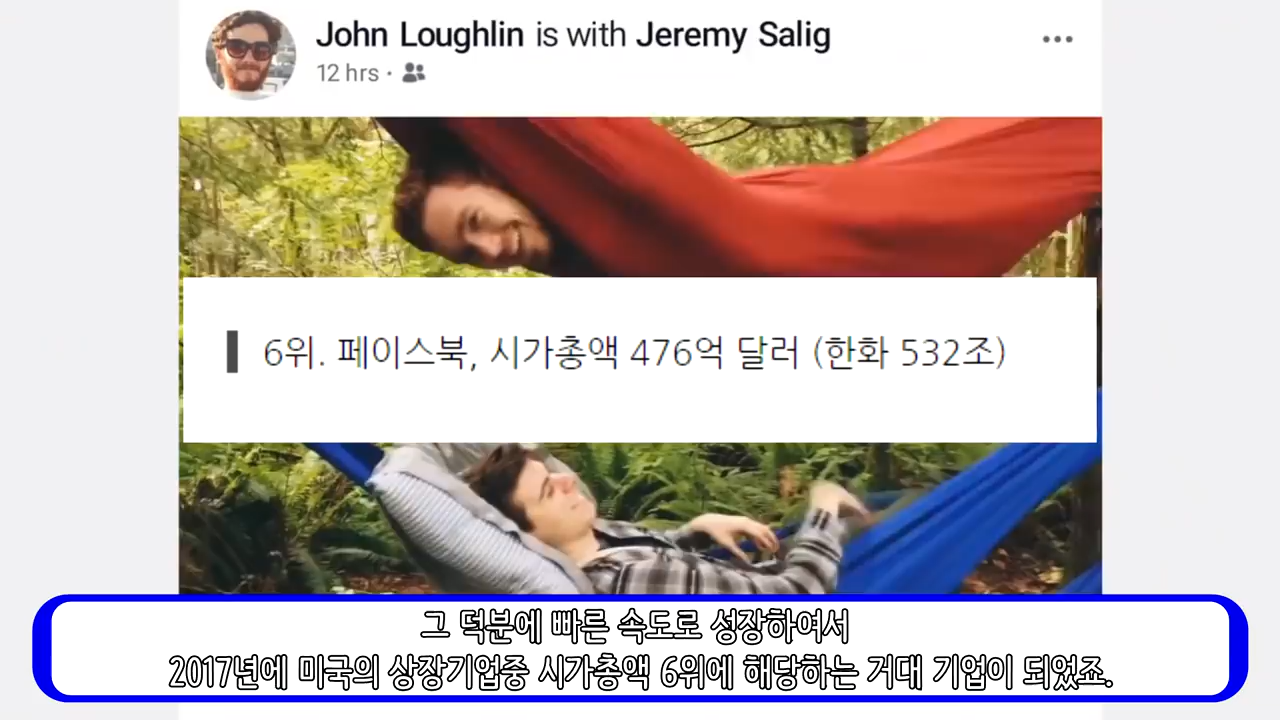 John Loughlin is with Jeremy Salig
12 hrs ·
6위. 페이스북, 시가총액 476억 달러 (한화 532조)
그 덕분에 빠른 속도로 성장하여서
2017년에 미국의 상장기업중 시가총액 6위에 해당하는 거대 기업이 되었죠.